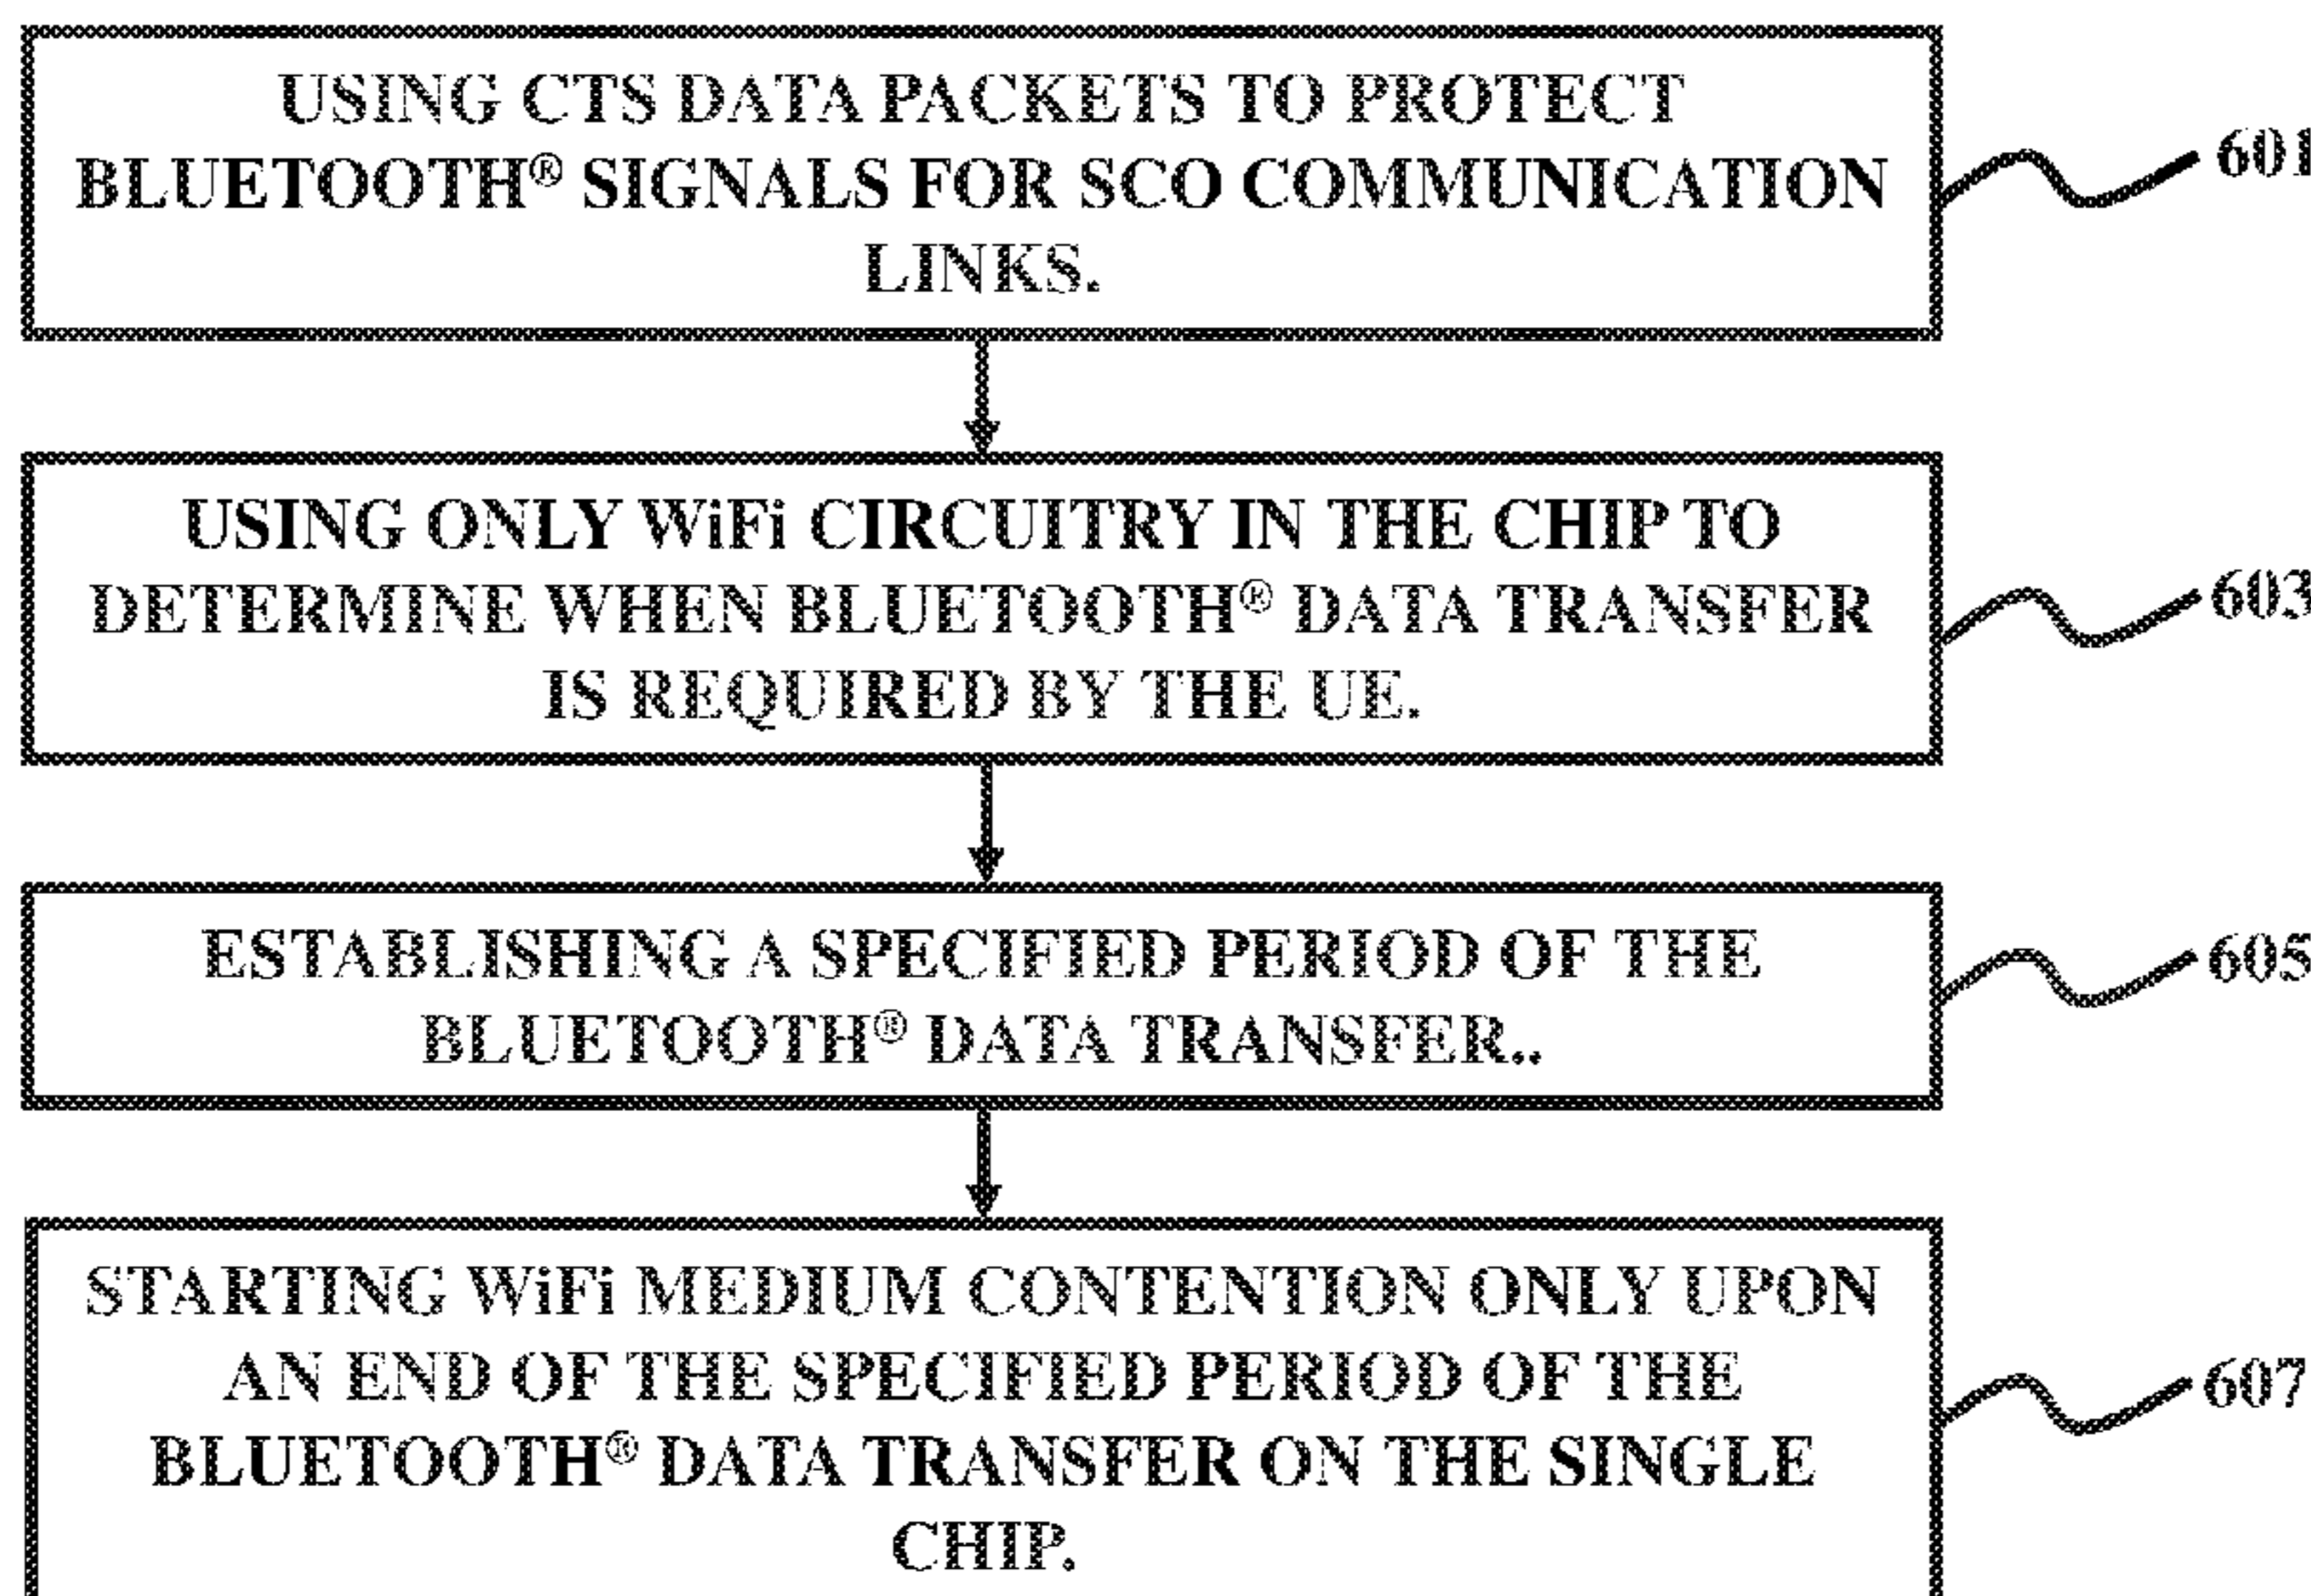 USING CTS DATA PACKETS TO PROTECT
BLUETOOTH® SIGNALS FOR SCO COMMUNICATION
LINKS.
601
USING ONLY WiFi CIRCUITRY IN THE CHIP TO
DETERMINE WHEN BLUETOOTH® DATA TRANSFER
IS REQUIRED BY THE UE.
603
ESTABLISHING A SPECIFIED PERIOD OF THE
BLUETOOTH® DATA TRANSFER..
605
STARTING WiFi MEDIUM CONTENTION ONLY UPON
AN END OF THE SPECIFIED PERIOD OF THE
BLUETOOTH® DATA TRANSFER ON THE SINGLE
CHIP.
607